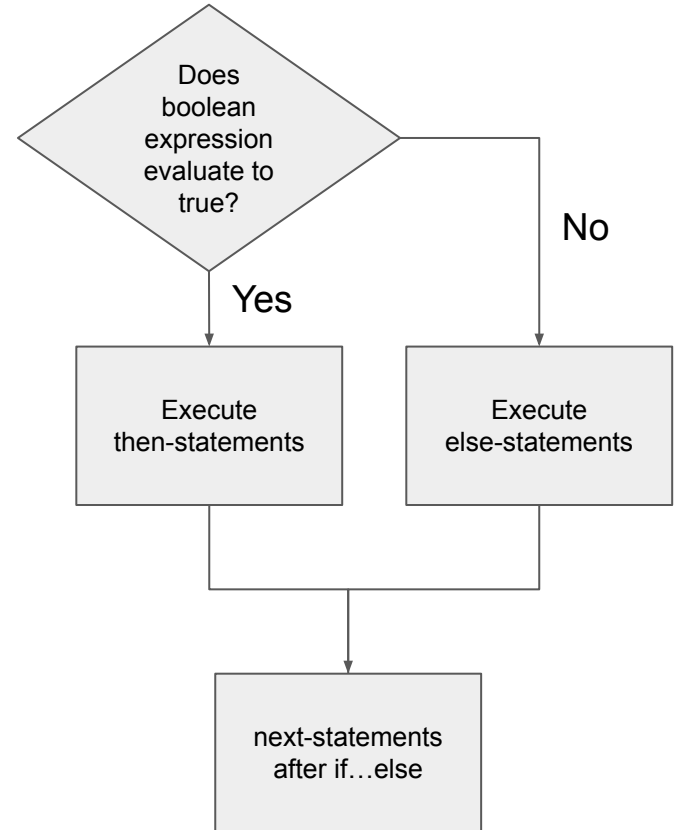 Does
boolean
expression
evaluate to
true?
No
Yes
Execute
then-statements
Execute
else-statements
next-statements
after if…else